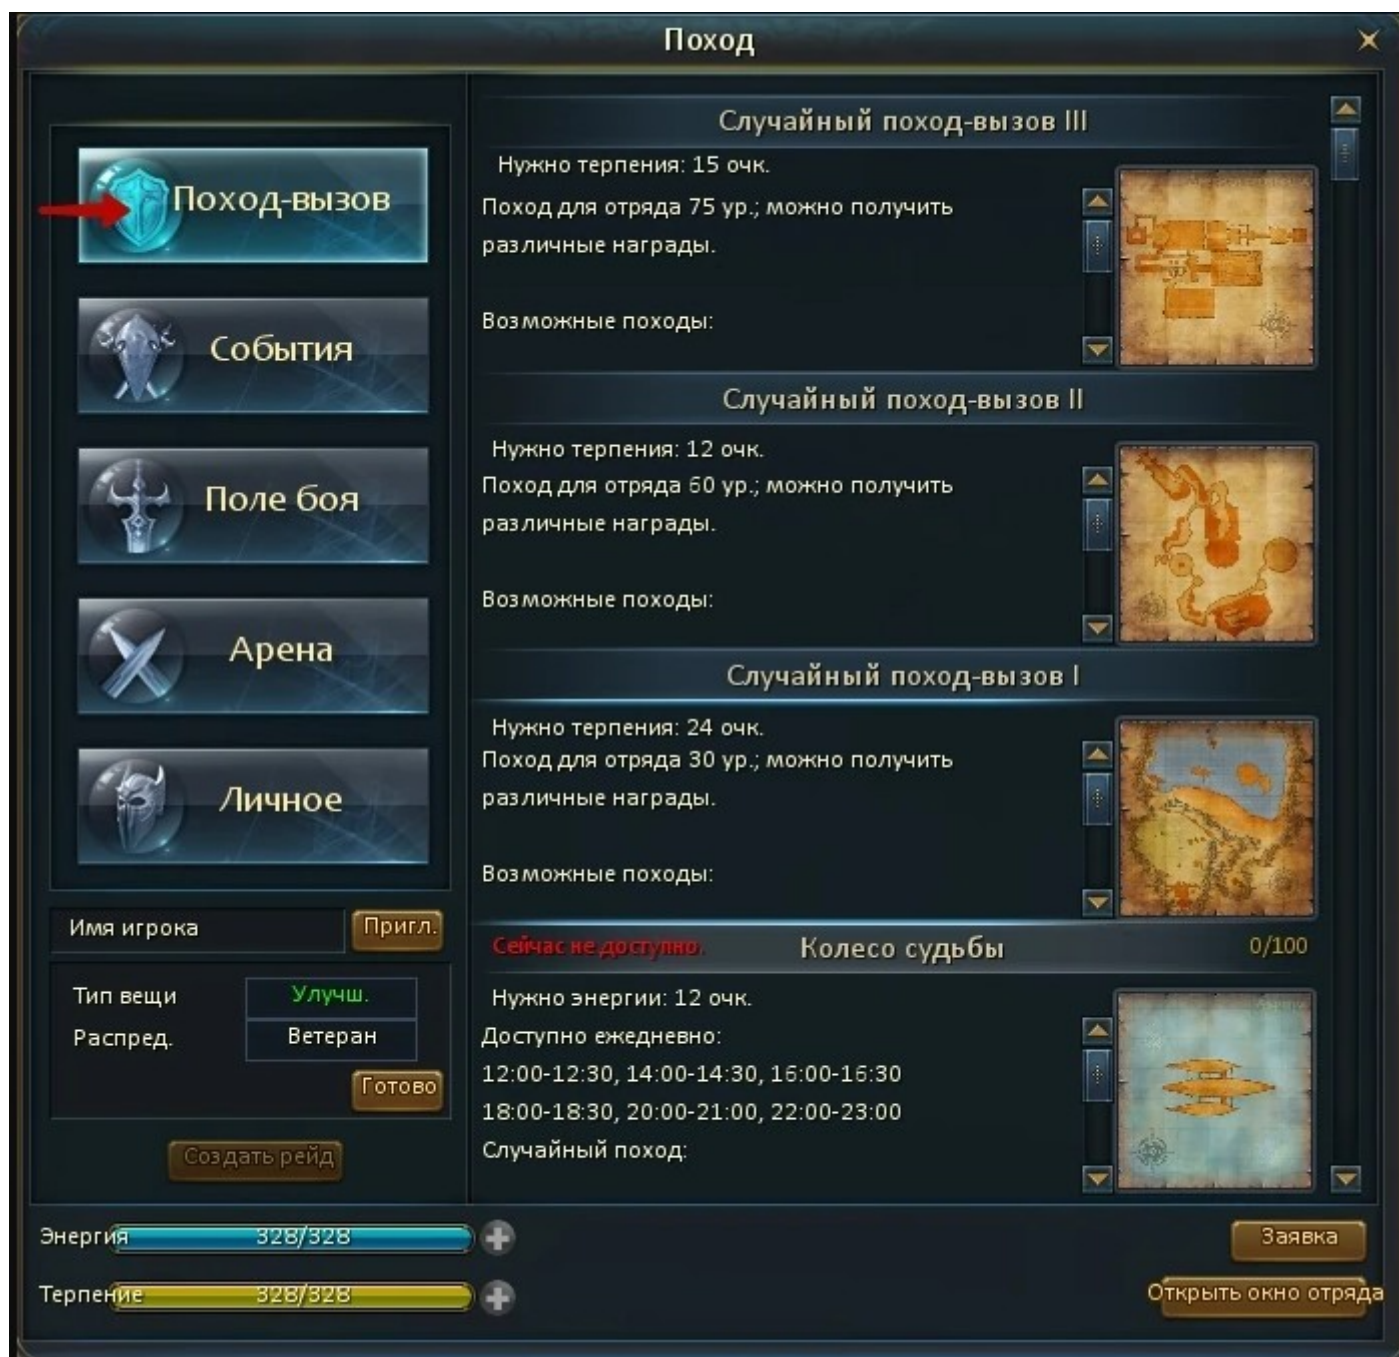 Поход
Поход-вызов
События
Поле боя
Арена
Личное
Имя игрока
Пригл.
Тип вещи
Улучш.
Распред.
Ветеран
Готово
Создать рейд
Случайный поход-вызов III
Нужно терпения: 15 очк.
Поход для отряда 75 ур.; можно получить
различные награды.
Возможные походы:
Случайный поход-вызов II
Нужно терпения: 12 очк.
Поход для отряда 60 ур.; можно получить
различные награды.
Возможные походы:
Случайный поход-вызов I
Нужно терпения: 24 очк.
Поход для отряда 30 ур.; можно получить
различные награды.
Возможные походы:
Сейчас не доступно. Колесо судьбы 0/100
Нужно энергии: 12 очк.
Доступно ежедневно:
12:00-12:30, 14:00-14:30, 16:00-16:30
18:00-18:30, 20:00-21:00, 22:00-23:00
Случайный поход:
Энергия 328/328
Терпение 328/328
Заявка
Открыть окно отряда